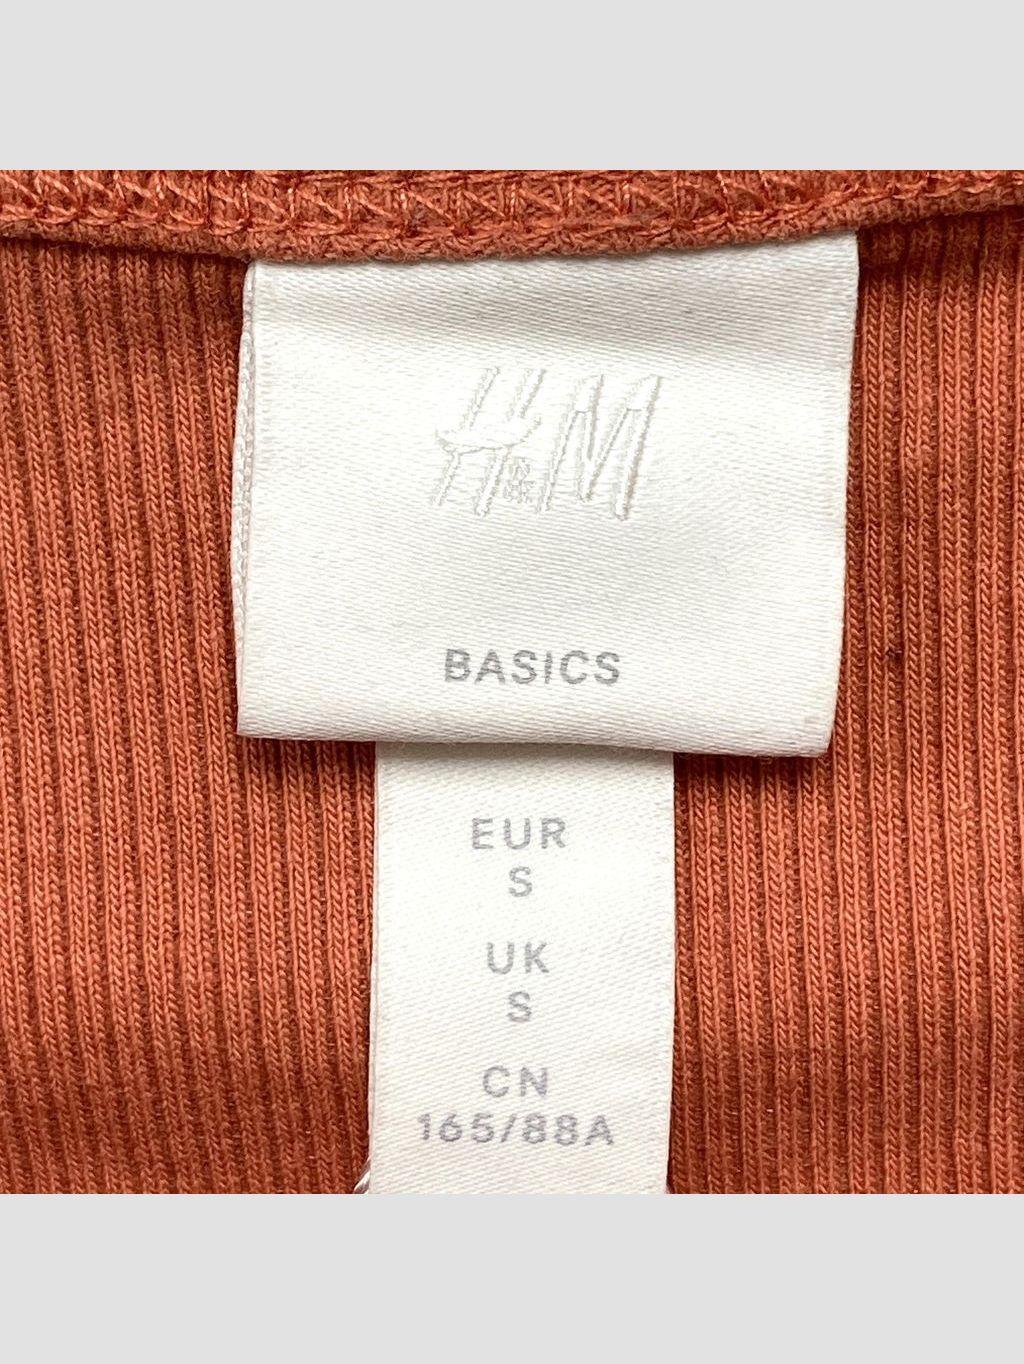 H&M
BASICS
EUR
S
UK
S
CN
165/88A